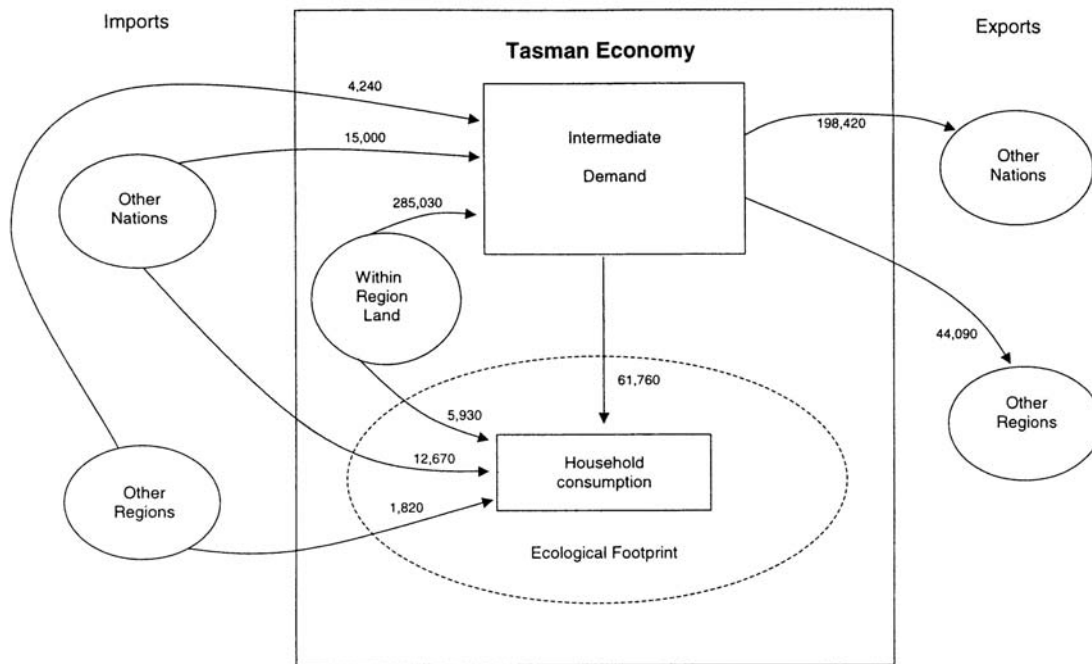 Imports
Exports
Tasman Economy
4,240
15,000
198,420
Intermediate
Demand
Other
Nations
Other
Nations
285,030
Within
Region
Land
44,090
61,760
Other
Regions
5,930
12,670
Household
consumption
Other
Regions
1,820
Ecological Footprint